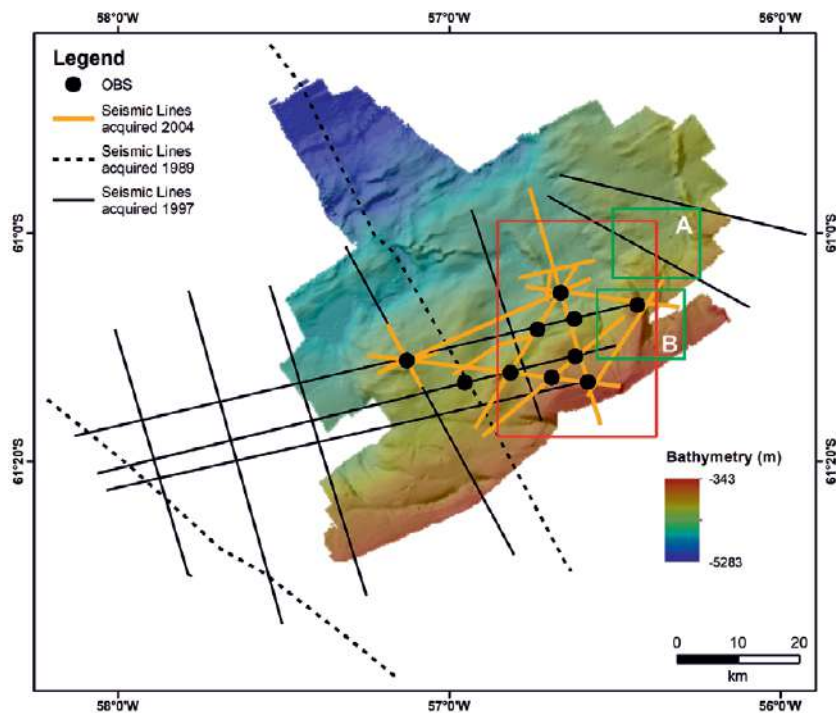 58°0'W 57°0'W 56°0'W
Legend
OBS
Seismic Lines
acquired 2004
Seismic Lines
acquired 1989
Seismic Lines
acquired 1997
61°0'S 61°0'S
A
B
61°20'S 61°20'S
Bathymetry (m)
-343
-5283
0 10 20
km
58°0'W 57°0'W 56°0'W